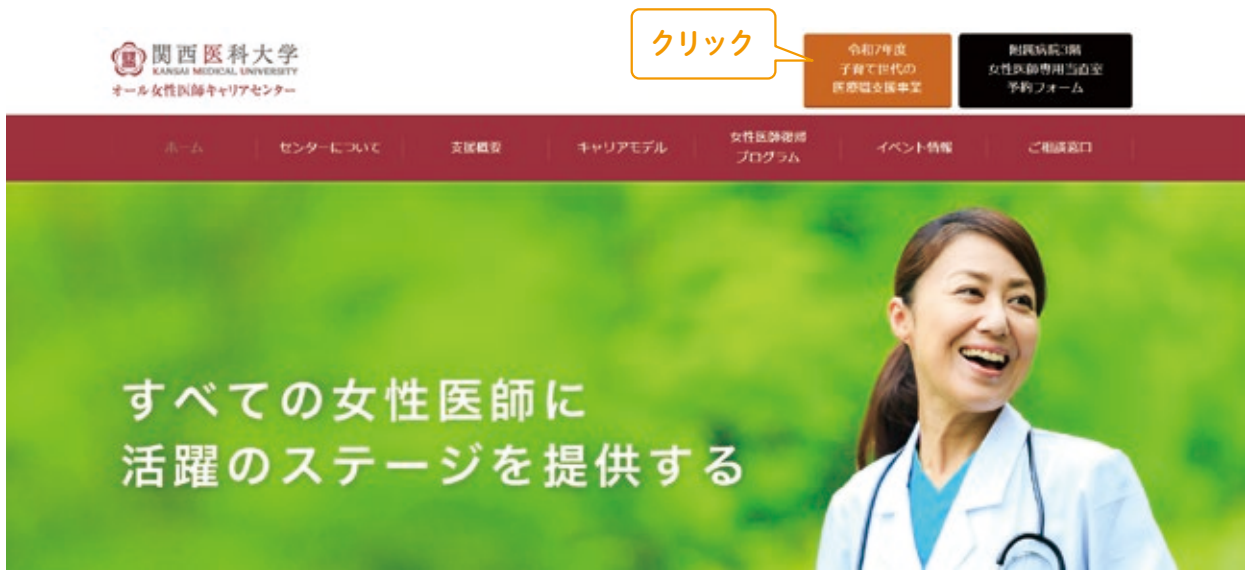 関西医科大学
KANSAI MEDICAL UNIVERSITY
オール女性医師キャリアセンター
クリック
令和7年度
子育て世代の
医療職支援事業
附属病院3階
女性医師専用当直室
予約フォーム
ホーム
センターについて
支援概要
キャリアモデル
女性医師復帰
プログラム
イベント情報
ご相談窓口
すべての女性医師に
活躍のステージを提供する